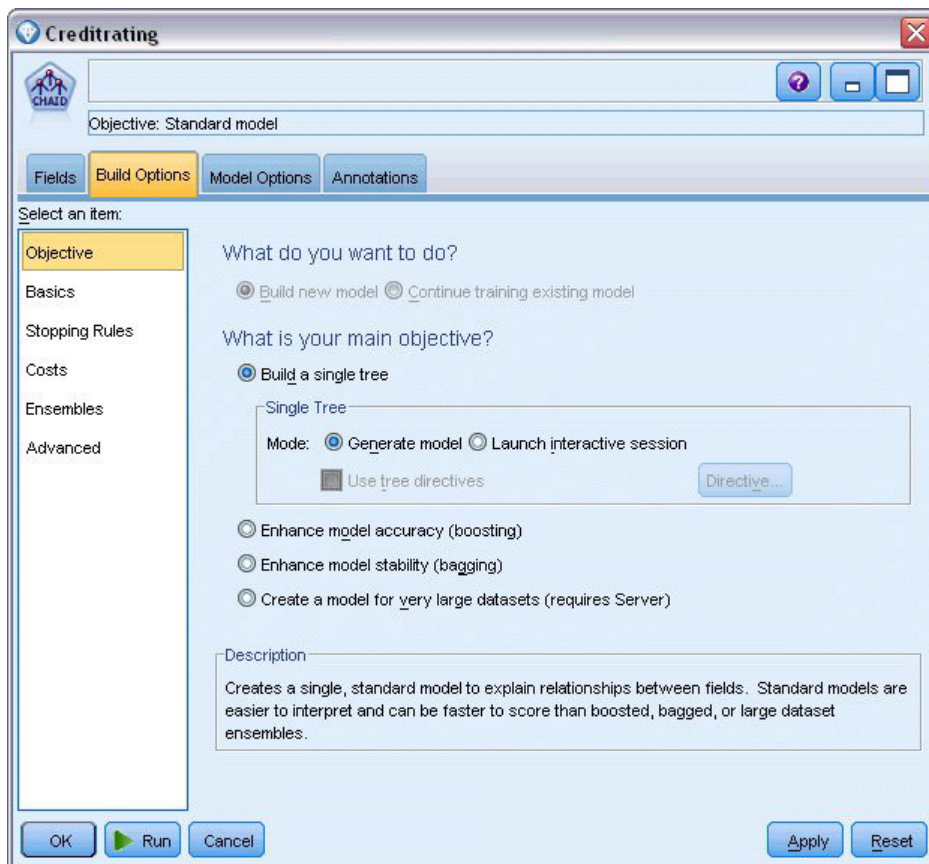 Creditrating
CHAID
?
Objective: Standard model
Fields Build Options Model Options Annotations
Select an item:
Objective
Basics
Stopping Rules
Costs
Ensembles
Advanced
What do you want to do?
Build new model Continue training existing model
What is your main objective?
Build a single tree
Single Tree
Mode: Generate model Launch interactive session
Use tree directives Directive...
Enhance model accuracy (boosting)
Enhance model stability (bagging)
Create a model for very large datasets (requires Server)
Description
Creates a single, standard model to explain relationships between fields. Standard models are
easier to interpret and can be faster to score than boosted, bagged, or large dataset
ensembles.
OK Run Cancel Apply Reset